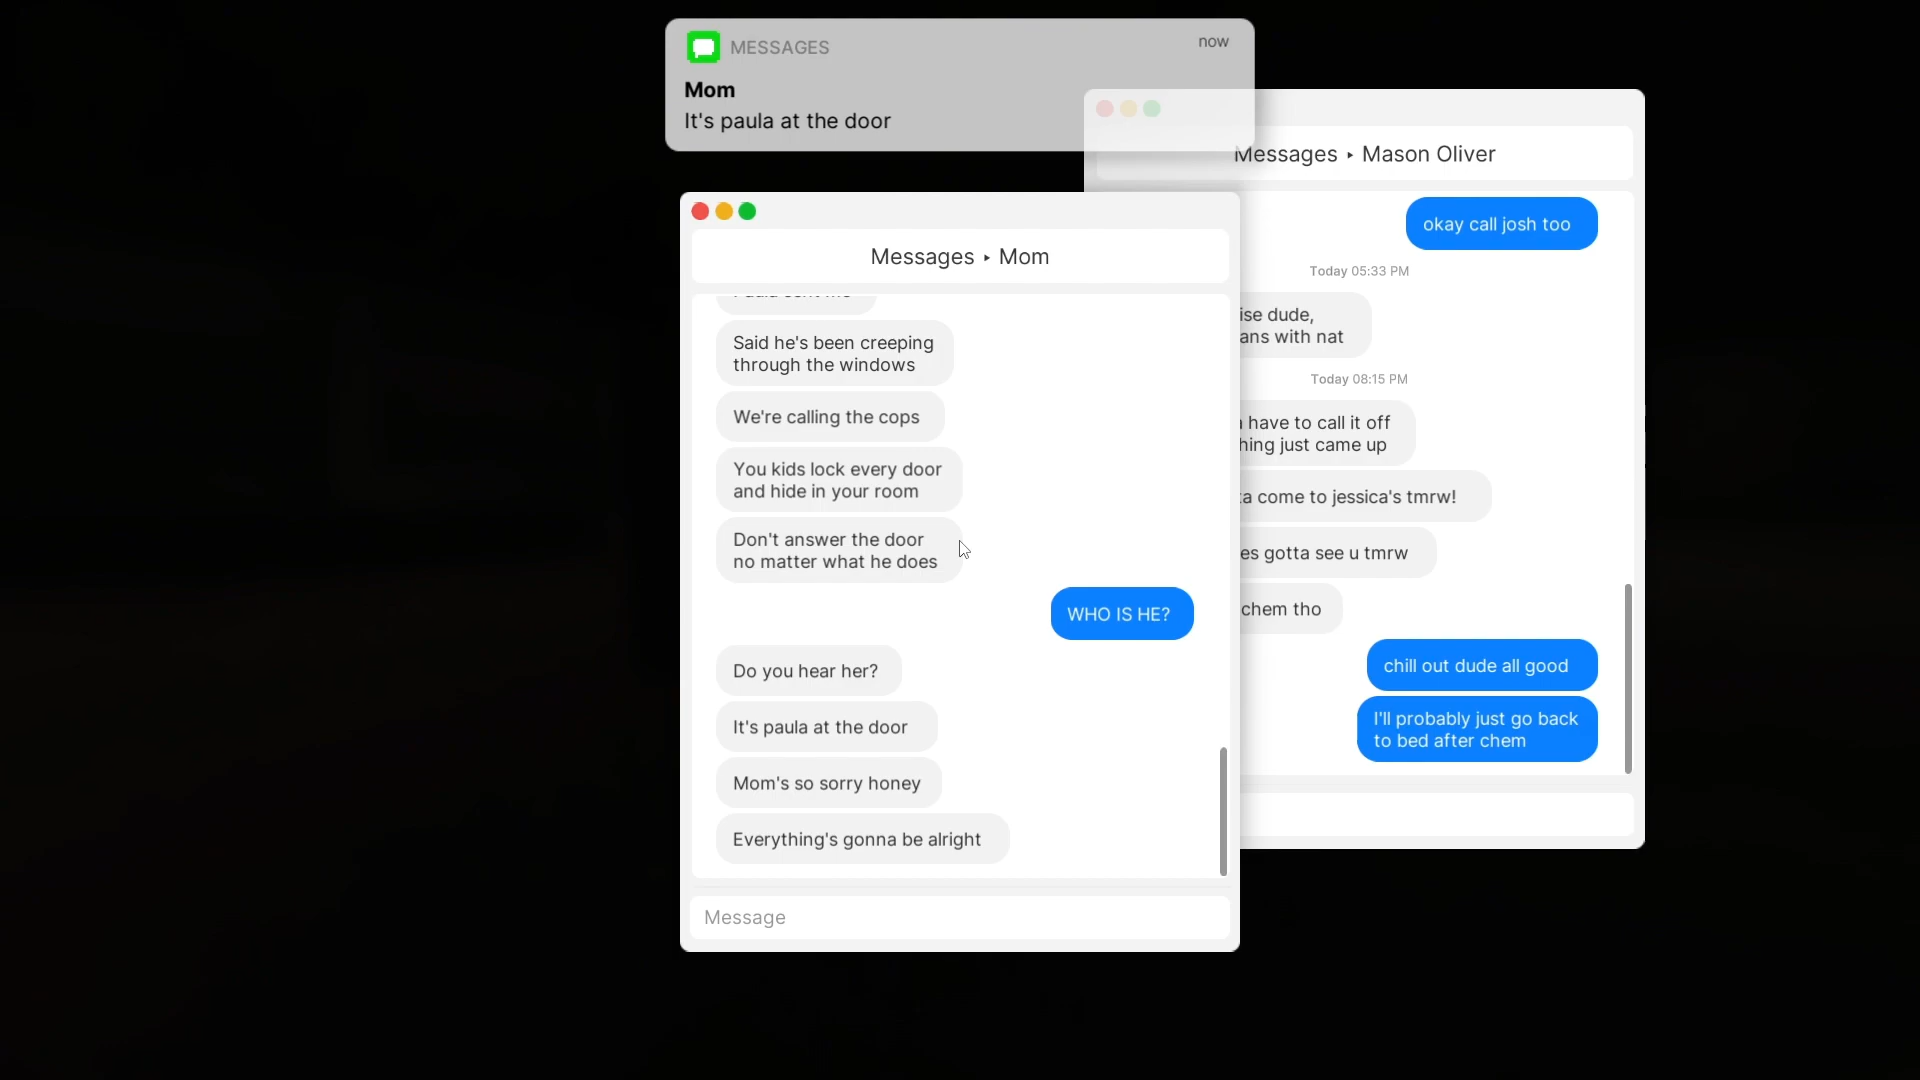 MESSAGES
now
Mom
It's paula at the door
Messages ‣ Mason Oliver
okay call josh too
Today 05:33 PM
dude,
with nat
Today 08:15 PM
have to call it off
just came up
come to jessica's tmrw!
gotta see u tmrw
chem tho
chill out dude all good
I'll probably just go back
to bed after chem
Messages ‣ Mom
Said he's been creeping
through the windows
We're calling the cops
You kids lock every door
and hide in your room
Don't answer the door
no matter what he does
WHO IS HE?
Do you hear her?
It's paula at the door
Mom's so sorry honey
Everything's gonna be alright
Message